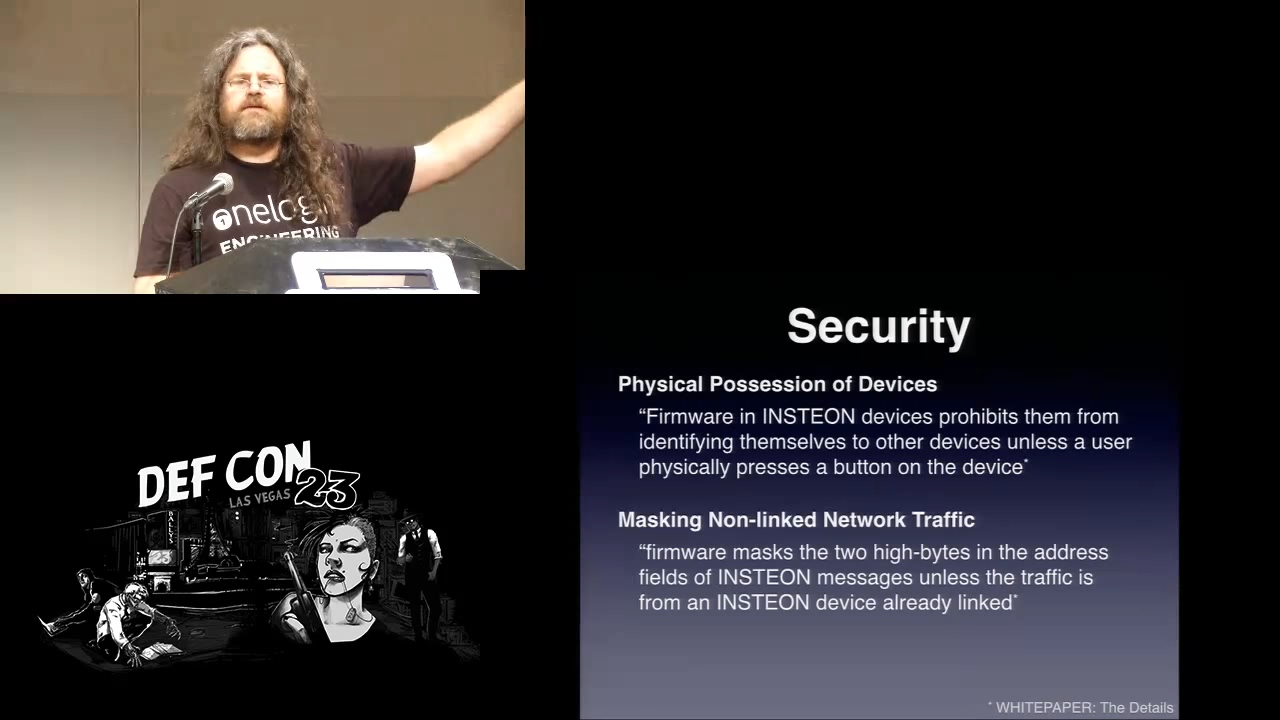 onelog
ENGINEERING
Security
Physical Possession of Devices
“Firmware in INSTEON devices prohibits them from
identifying themselves to other devices unless a user
physically presses a button on the device*
Masking Non-linked Network Traffic
“firmware masks the two high-bytes in the address
fields of INSTEON messages unless the traffic is
from an INSTEON device already linked*
* WHITEPAPER: The Details
DEF CON
LAS VEGAS 23
BALLYS